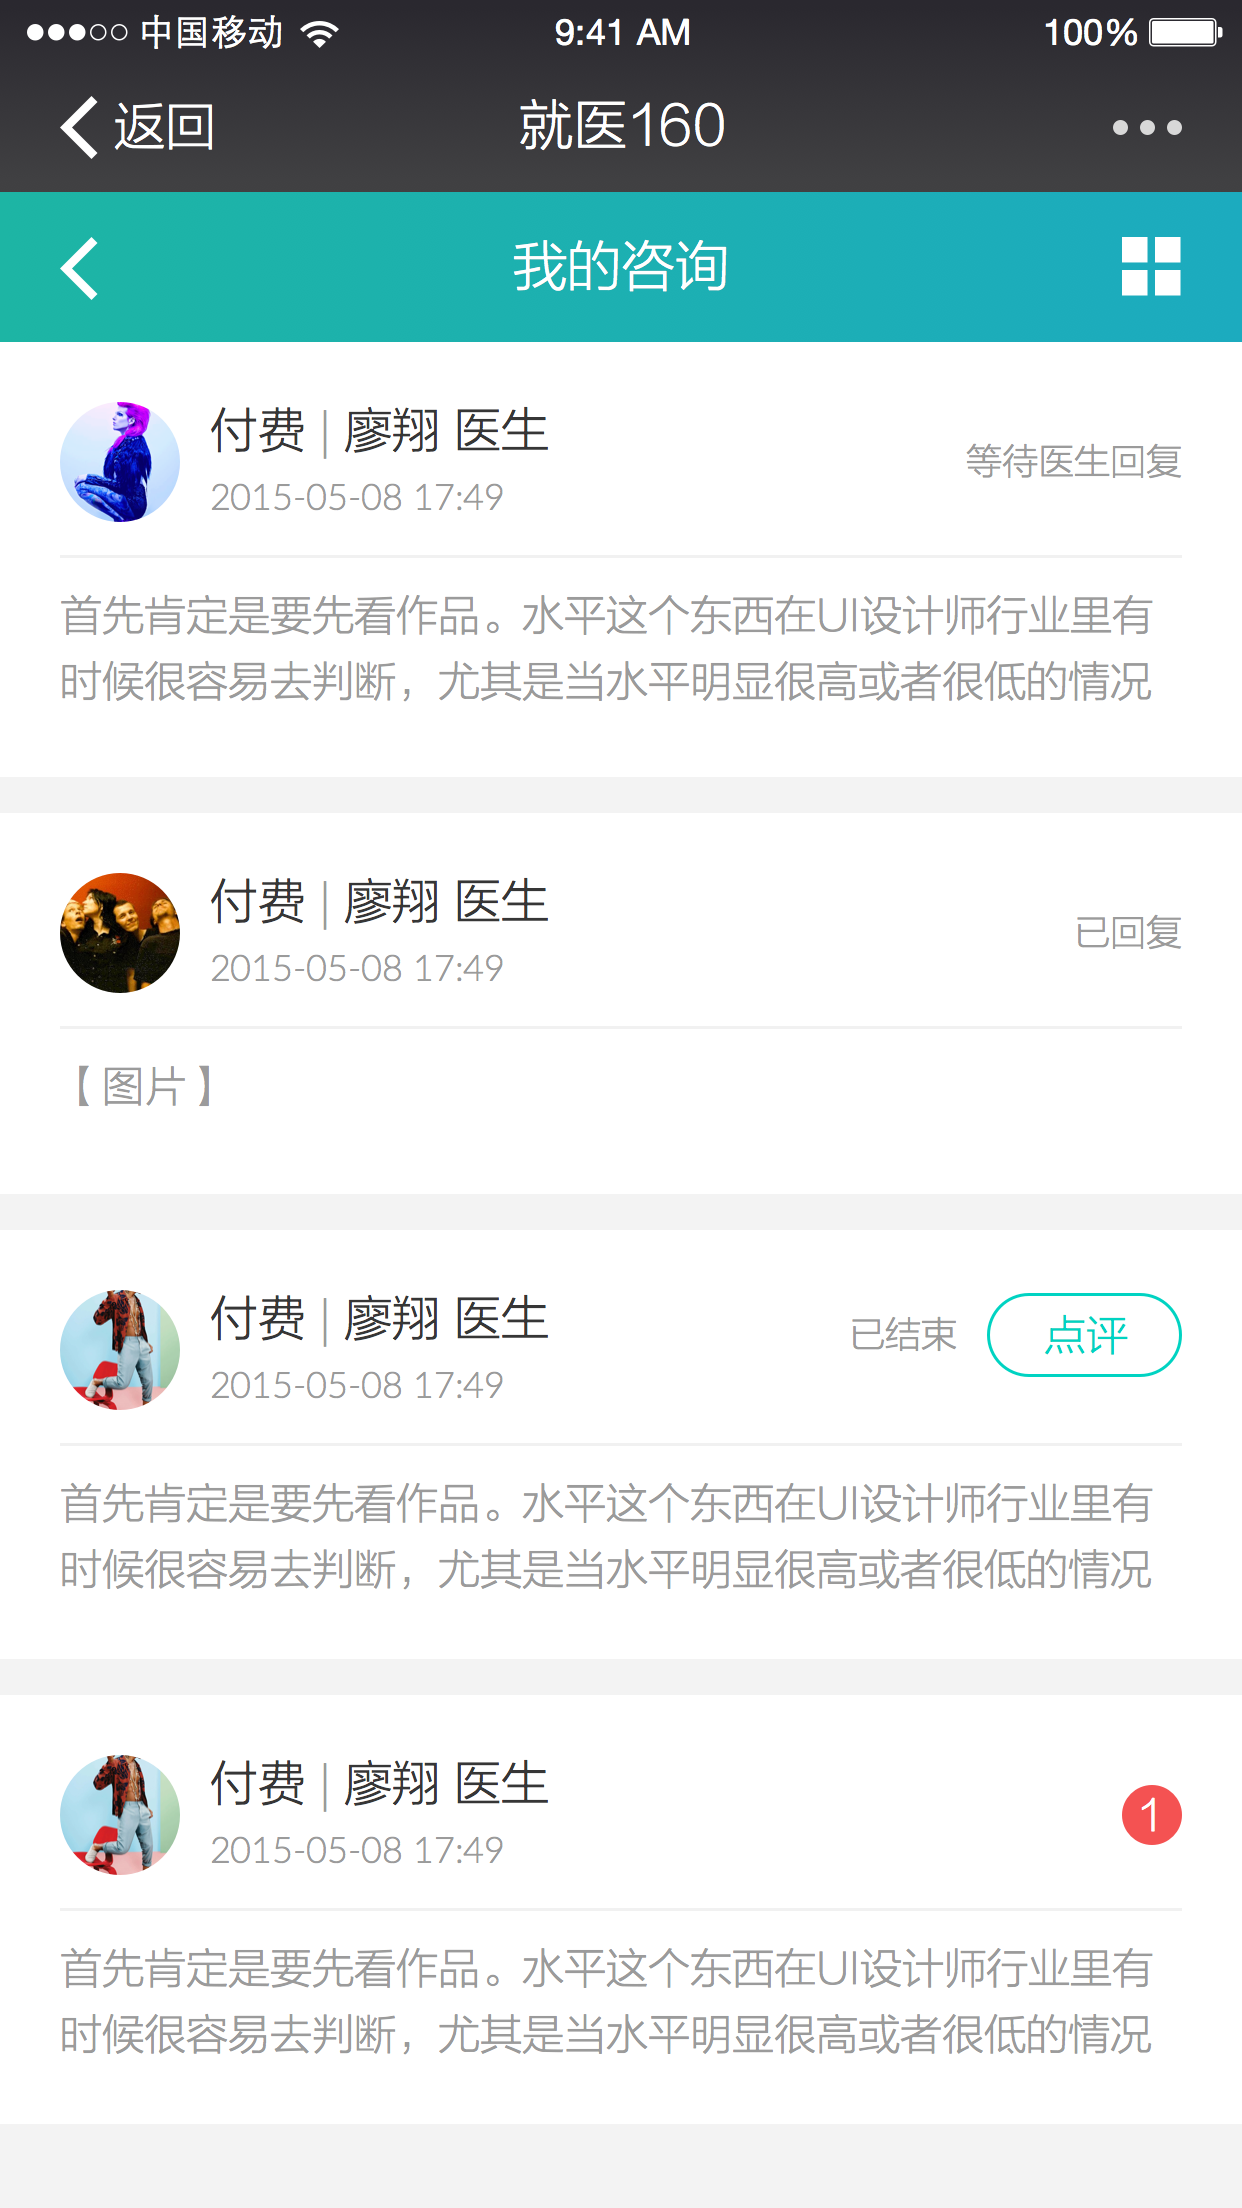 中国移动 9:41 AM 100%
返回 就医160
我的咨询
付费 | 廖翔 医生
2015-05-08 17:49
等待医生回复
首先肯定是要先看作品。水平这个东西在UI设计师行业里有
时候很容易去判断，尤其是当水平明显很高或者很低的情况
付费 | 廖翔 医生
2015-05-08 17:49
已回复
【图片】
付费 | 廖翔 医生
2015-05-08 17:49
已结束 点评
首先肯定是要先看作品。水平这个东西在UI设计师行业里有
时候很容易去判断，尤其是当水平明显很高或者很低的情况
付费 | 廖翔 医生
2015-05-08 17:49
1
首先肯定是要先看作品。水平这个东西在UI设计师行业里有
时候很容易去判断，尤其是当水平明显很高或者很低的情况